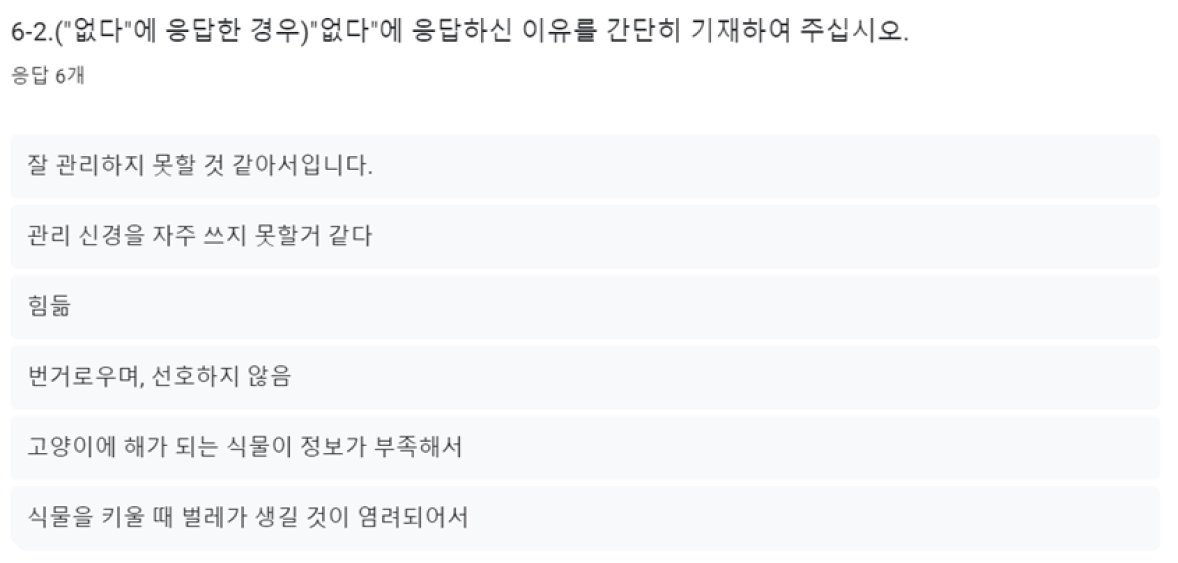 6-2.("없다"에 응답한 경우)"없다"에 응답하신 이유를 간단히 기재하여 주십시오.
응답 6개
잘 관리하지 못할 것 같아서입니다.
관리 신경을 자주 쓰지 못할거 같다
힘듦
번거로우며, 선호하지 않음
고양이에 해가 되는 식물이 정보가 부족해서
식물을 키울 때 벌레가 생길 것이 염려되어서